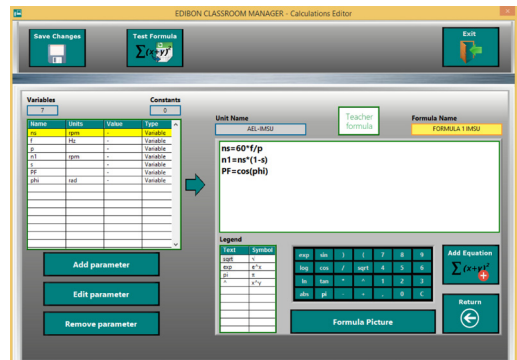 EDIBON CLASSROOM MANAGER - Calculations Editor
Save Changes
Test Formula
Σ(x+y)²
Exit
Variables
Constants
7
0
Name Units Value Type
ns rpm - Variable
f Hz - Variable
p - Variable
n1 rpm - Variable
s - Variable
PF - Variable
phi rad - Variable
Add parameter
Edit parameter
Remove parameter
Unit Name
AEL-IMSU
Teacher formula
Formula Name
FORMULA 1 IMSU
ns=60*f/p
n1=ns*(1-s)
PF=cos(phi)
Legend
Text Symbol
sqrt √
exp e^x
pi π
^ x^y
exp sin ) ( 7 8 9
log cos / sqrt 4 5 6
ln tan * ^ 1 2 3
abs pi - + . 0 C
Formula Picture
Add Equation
Σ(x+y)²
Return